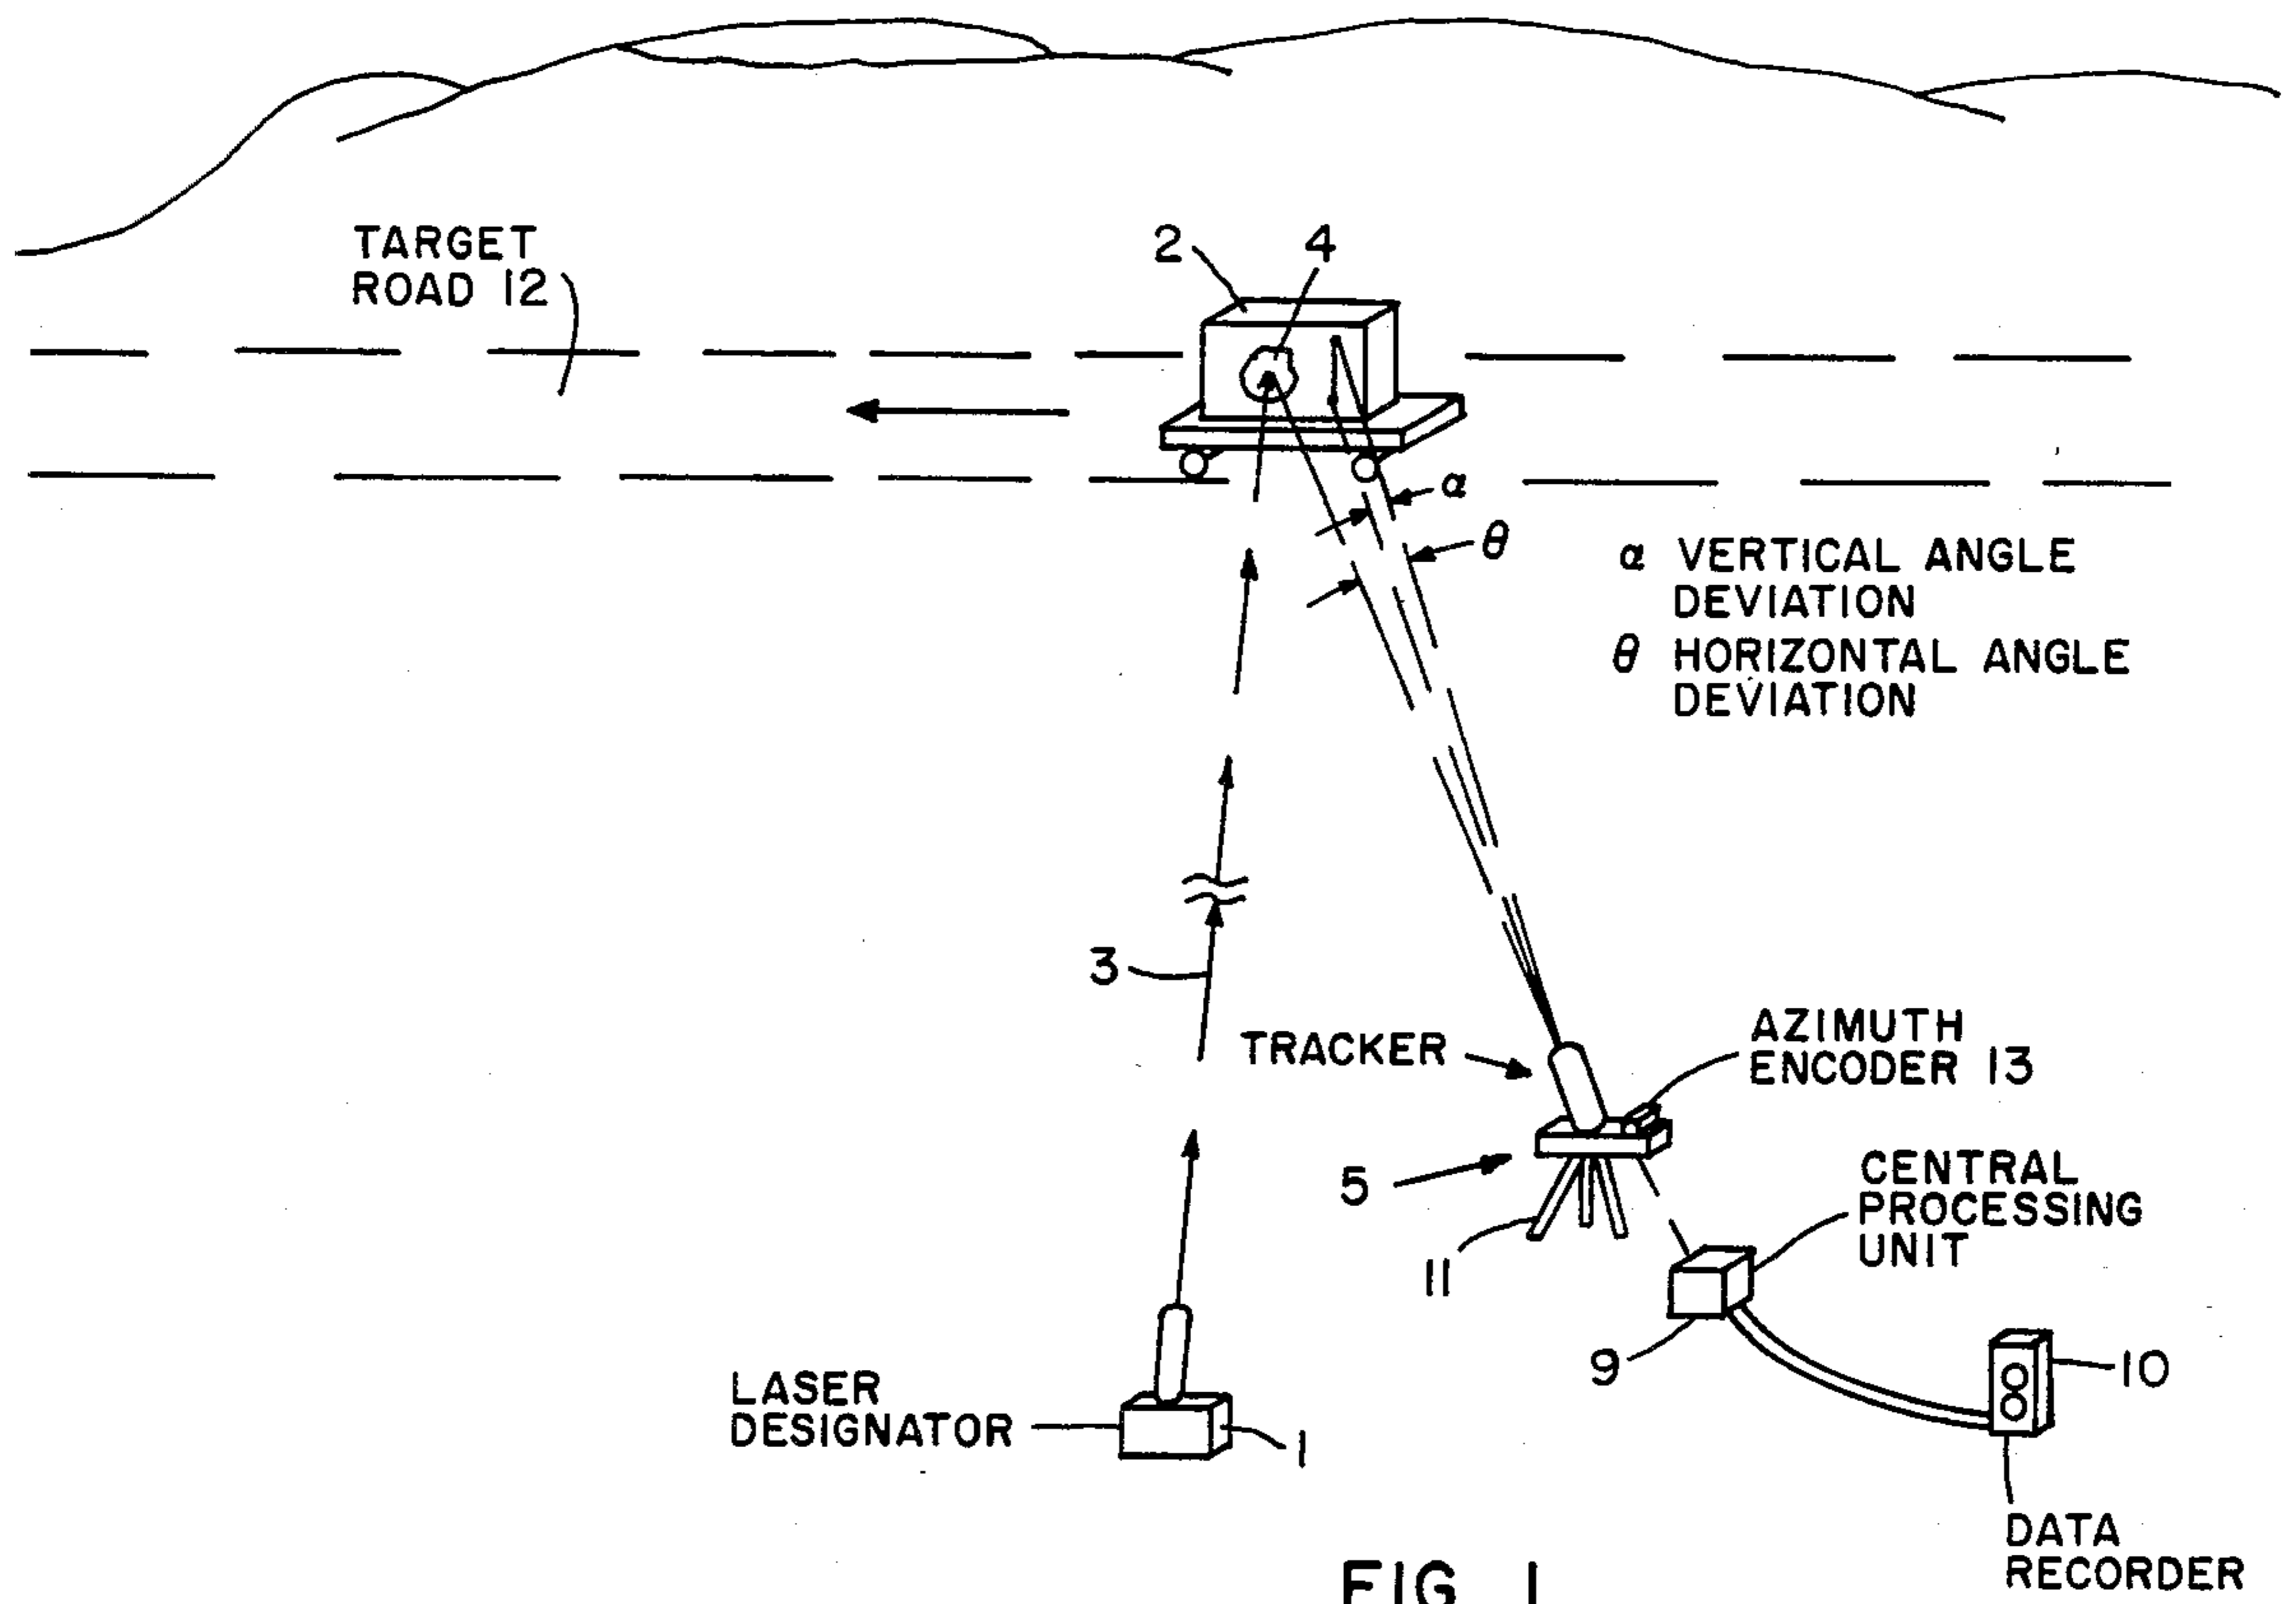 TARGET
ROAD 12
2
4
α
θ
α VERTICAL ANGLE
DEVIATION
θ HORIZONTAL ANGLE
DEVIATION
3
TRACKER
AZIMUTH
ENCODER 13
5
CENTRAL
PROCESSING
UNIT
11
9
10
LASER
DESIGNATOR
1
DATA
RECORDER
FIG 1